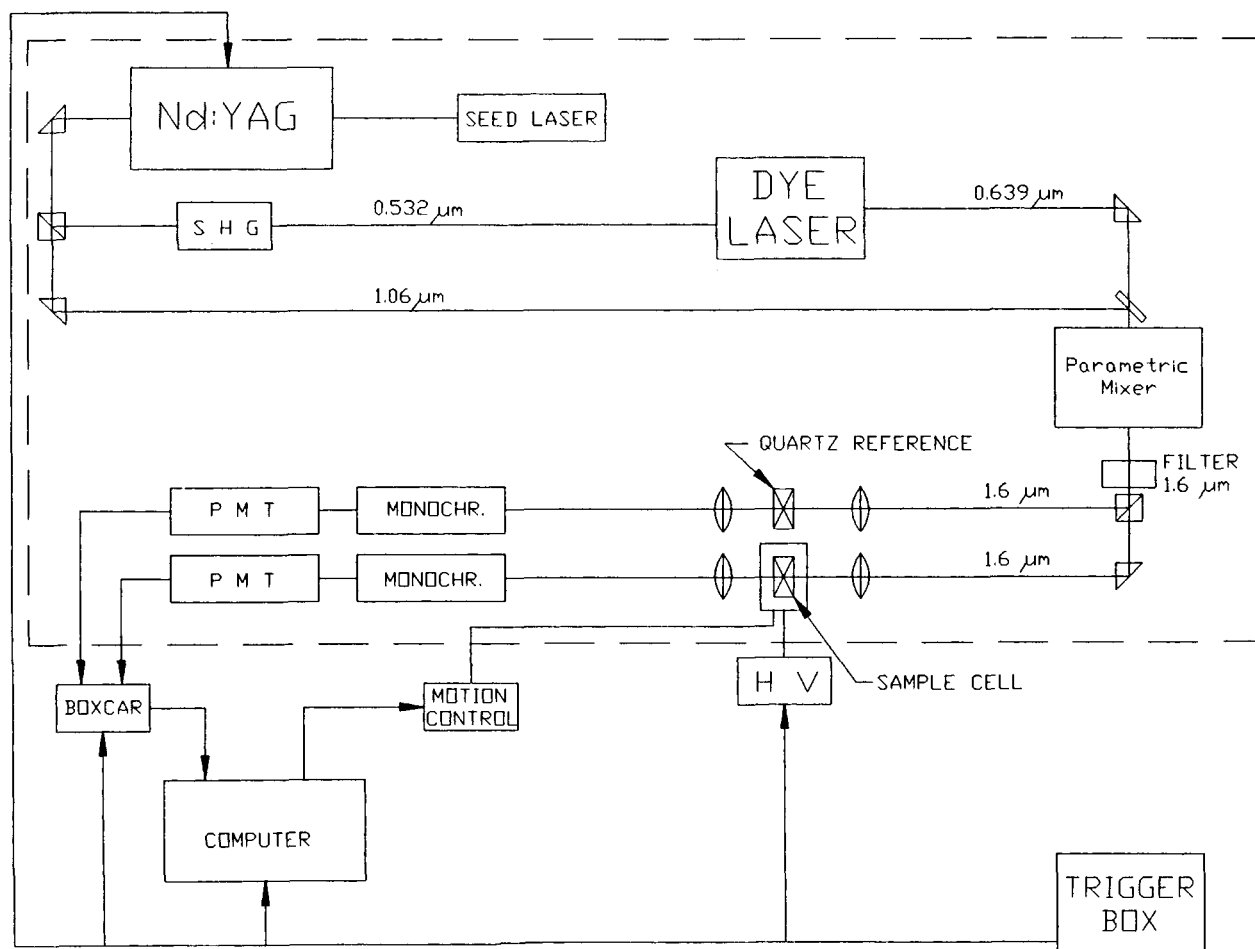 Nd:YAG
SEED LASER
DYE
LASER
0.532 μm
0.639 μm
S H G
1.06 μm
Parametric
Mixer
QUARTZ REFERENCE
FILTER
1.6 μm
P M T
MONOCHR.
1.6 μm
P M T
MONOCHR.
1.6 μm
H V
SAMPLE CELL
MOTION
CONTROL
BOXCAR
COMPUTER
TRIGGER
BOX